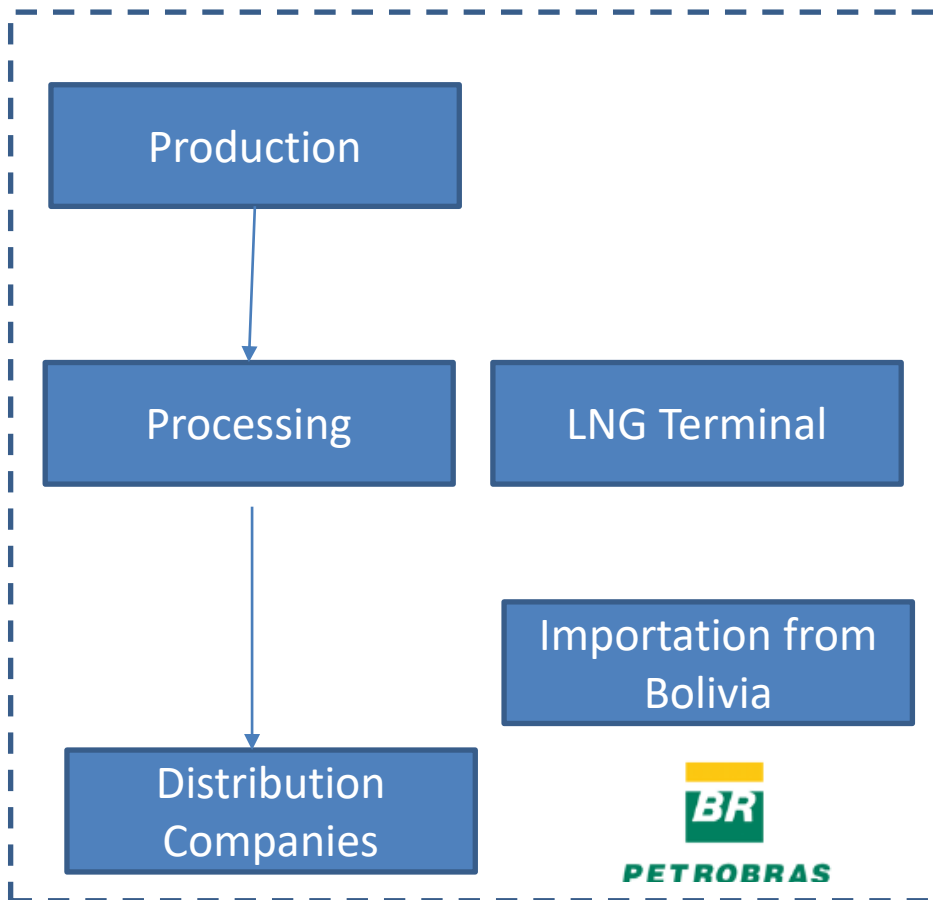 Production
Processing
LNG Terminal
Importation from
Bolivia
Distribution
Companies
BR
PETROBRAS